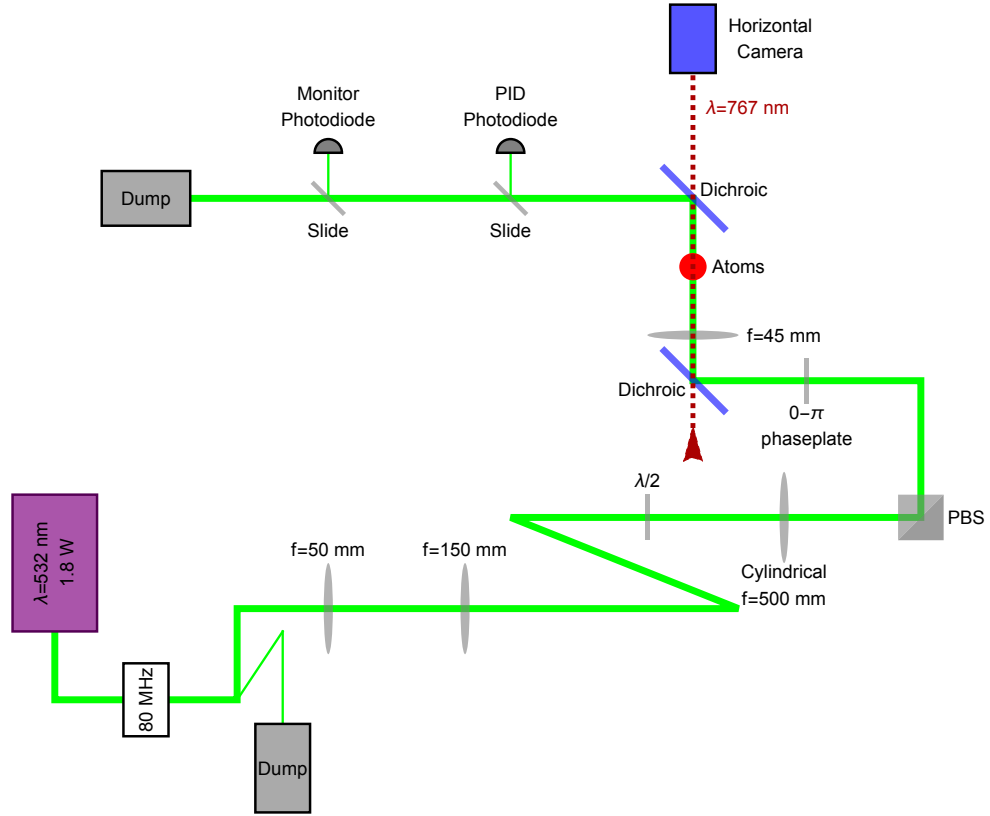 Horizontal
Camera
λ=767 nm
Monitor
Photodiode
PID
Photodiode
Dump
Slide
Slide
Dichroic
Atoms
f=45 mm
Dichroic
0−π
phaseplate
λ/2
PBS
Cylindrical
f=500 mm
f=50 mm
f=150 mm
λ=532 nm
1.8 W
80 MHz
Dump